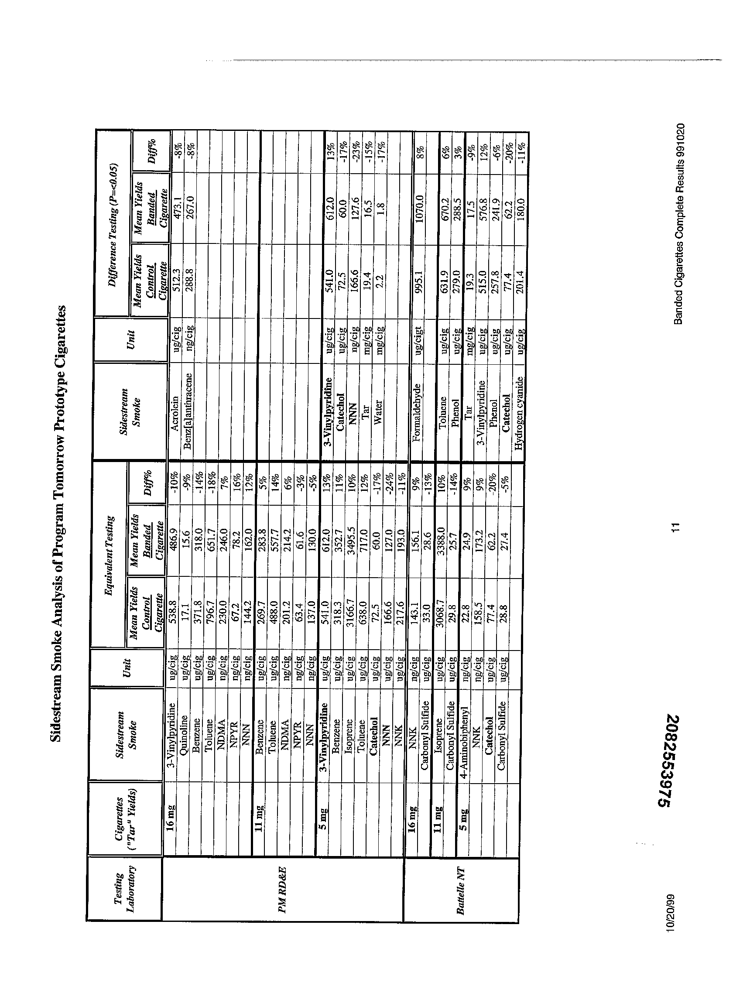 Sidestream Smoke Analysis of Program Tomorrow Prototype Cigarettes
Testing Laboratory Cigarettes ("Tar" Yields) Sidestream Smoke Unit Equivalent Testing Sidestream Smoke Unit Difference Testing (P=<0.05)
Mean Yields Control Cigarette Mean Yields Banded Cigarette Diff% Mean Yields Control Cigarette Mean Yields Banded Cigarette Diff%
PM RD&E
16 mg 3-Vinylpyridine ug/cig 538.8 486.9 -10% Acrolein ug/cig 512.3 473.1 -8%
Quinoline ug/cig 17.1 15.6 -9% Benz[a]anthracene ng/cig 288.8 267.0 -8%
Benzene ug/cig 371.8 318.0 -14%
Toluene ug/cig 796.7 651.7 -18%
NDMA ng/cig 230.0 246.0 7%
NPYR ng/cig 67.2 78.2 16%
NNN ng/cig 144.2 162.0 12%
11 mg Benzene ug/cig 269.7 283.8 5%
Toluene ug/cig 488.0 557.7 14%
NDMA ng/cig 201.2 214.2 6%
NPYR ng/cig 63.4 61.6 -3%
NNN ng/cig 137.0 130.0 -5%
5 mg 3-Vinylpyridine ug/cig 541.0 612.0 13% 3-Vinylpyridine ug/cig 541.0 612.0 13%
Benzene ug/cig 318.3 352.7 11% Catechol ug/cig 72.5 60.0 -17%
Isoprene ug/cig 3166.7 3495.5 10% NNN ng/cig 166.6 127.6 -23%
Toluene ug/cig 638.0 717.0 12% Tar mg/cig 19.4 16.5 -15%
Catechol ug/cig 72.5 60.0 -17% Water mg/cig 2.2 1.8 -17%
NNN ng/cig 166.6 127.0 -24%
NNK ng/cig 217.6 193.0 -11%
Battelle NT
16 mg NNK ng/cig 143.1 156.1 9% Formaldehyde ug/cigt 995.1 1070.0 8%
Carbonyl Sulfide ug/cig 33.0 28.6 -13%
11 mg Isoprene ug/cig 3068.7 3388.0 10% Toluene ug/cig 631.9 670.2 6%
Carbonyl Sulfide ug/cig 29.8 25.7 -14% Phenol ug/cig 279.0 288.5 3%
5 mg 4-Aminobiphenyl ng/cig 22.8 24.9 9% Tar mg/cig 19.3 17.5 -9%
NNK ng/cig 158.5 173.2 9% 3-Vinylpyridine ug/cig 515.0 576.8 12%
Catechol ug/cig 77.4 62.2 -20% Phenol ug/cig 257.8 241.9 -6%
Carbonyl Sulfide ug/cig 28.8 27.4 -5% Catechol ug/cig 77.4 62.2 -20%
Hydrogen cyanide ug/cig 201.4 180.0 -11%
2082553975
10/20/99
11
Banded Cigarettes Complete Results 991020